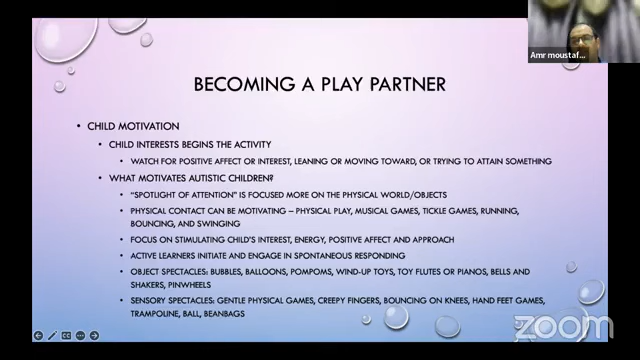 Amr moustaf...
BECOMING A PLAY PARTNER
• CHILD MOTIVATION
• CHILD INTERESTS BEGINS THE ACTIVITY
• WATCH FOR POSITIVE AFFECT OR INTEREST, LEANING OR MOVING TOWARD, OR TRYING TO ATTAIN SOMETHING
• WHAT MOTIVATES AUTISTIC CHILDREN?
• "SPOTLIGHT OF ATTENTION" IS FOCUSED MORE ON THE PHYSICAL WORLD/OBJECTS
• PHYSICAL CONTACT CAN BE MOTIVATING – PHYSICAL PLAY, MUSICAL GAMES, TICKLE GAMES, RUNNING,
BOUNCING, AND SWINGING
• FOCUS ON STIMULATING CHILD'S INTEREST, ENERGY, POSITIVE AFFECT AND APPROACH
• ACTIVE LEARNERS INITIATE AND ENGAGE IN SPONTANEOUS RESPONDING
• OBJECT SPECTACLES: BUBBLES, BALLOONS, POMPOMS, WIND-UP TOYS, TOY FLUTES OR PIANOS, BELLS AND
SHAKERS, PINWHEELS
• SENSORY SPECTACLES: GENTLE PHYSICAL GAMES, CREEPY FINGERS, BOUNCING ON KNEES, HAND FEET GAMES,
TRAMPOLINE, BALL, BEANBAGS
zoom